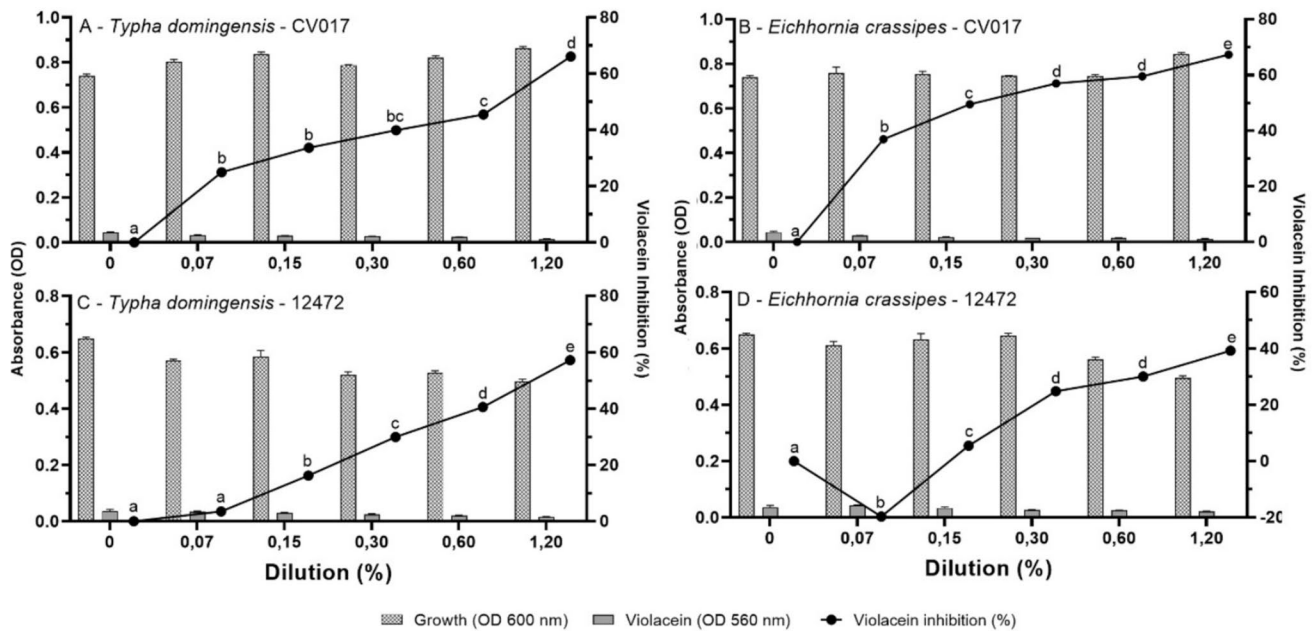 A - Typha domingensis - CV017
1.0
0.8
0.6
0.4
0.2
0.0
80
60
40
20
0
a
b
b
bc
c
d
0 0,07 0,15 0,30 0,60 1,20
B - Eichhornia crassipes - CV017
1.0
0.8
0.6
0.4
0.2
0.0
80
60
40
20
0
a
b
c
d
d
e
0 0,07 0,15 0,30 0,60 1,20
Absorbance (OD)
Violacein Inhibition (%)
Absorbance (OD)
Violacein Inhibition (%)
C - Typha domingensis - 12472
0.8
0.6
0.4
0.2
0.0
80
60
40
20
0
a
a
b
c
d
e
0 0,07 0,15 0,30 0,60 1,20
Dilution (%)
D - Eichhornia crassipes - 12472
0.8
0.6
0.4
0.2
0.0
60
40
20
0
-20
a
b
c
d
d
e
0 0,07 0,15 0,30 0,60 1,20
Dilution (%)
Growth (OD 600 nm) Violacein (OD 560 nm) Violacein inhibition (%)